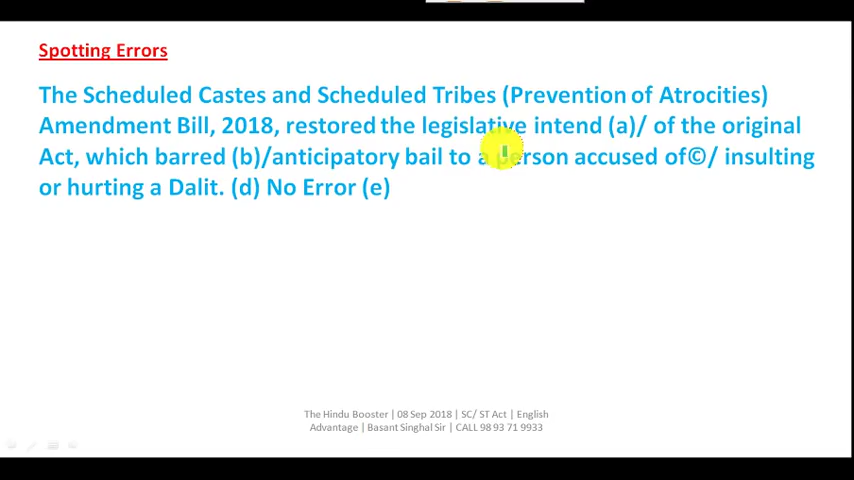 Spotting Errors
The Scheduled Castes and Scheduled Tribes (Prevention of Atrocities)
Amendment Bill, 2018, restored the legislative intend (a)/ of the original
Act, which barred (b)/anticipatory bail to a person accused of©/ insulting
or hurting a Dalit. (d) No Error (e)
The Hindu Booster | 08 Sep 2018 | SC/ ST Act | English
Advantage | Basant Singhal Sir | CALL 98 93 71 9933